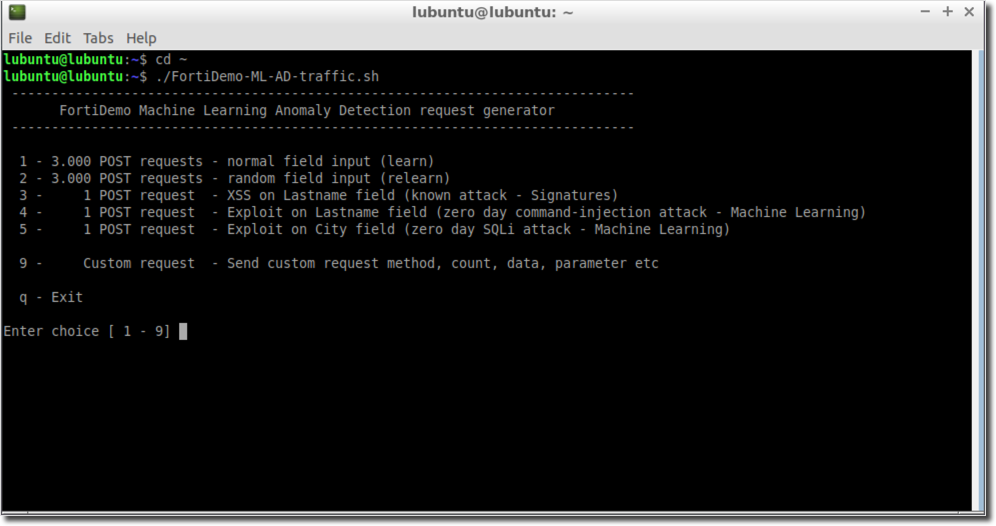 lubuntu@lubuntu: ~
File Edit Tabs Help
lubuntu@lubuntu:~$ cd ~
lubuntu@lubuntu:~$ ./FortiDemo-ML-AD-traffic.sh
------------------------------------------------------------------------------
FortiDemo Machine Learning Anomaly Detection request generator
------------------------------------------------------------------------------
1 - 3.000 POST requests - normal field input (learn)
2 - 3.000 POST requests - random field input (relearn)
3 - 1 POST request - XSS on Lastname field (known attack - Signatures)
4 - 1 POST request - Exploit on Lastname field (zero day command-injection attack - Machine Learning)
5 - 1 POST request - Exploit on City field (zero day SQLi attack - Machine Learning)
9 - Custom request - Send custom request method, count, data, parameter etc
q - Exit
Enter choice [ 1 - 9]